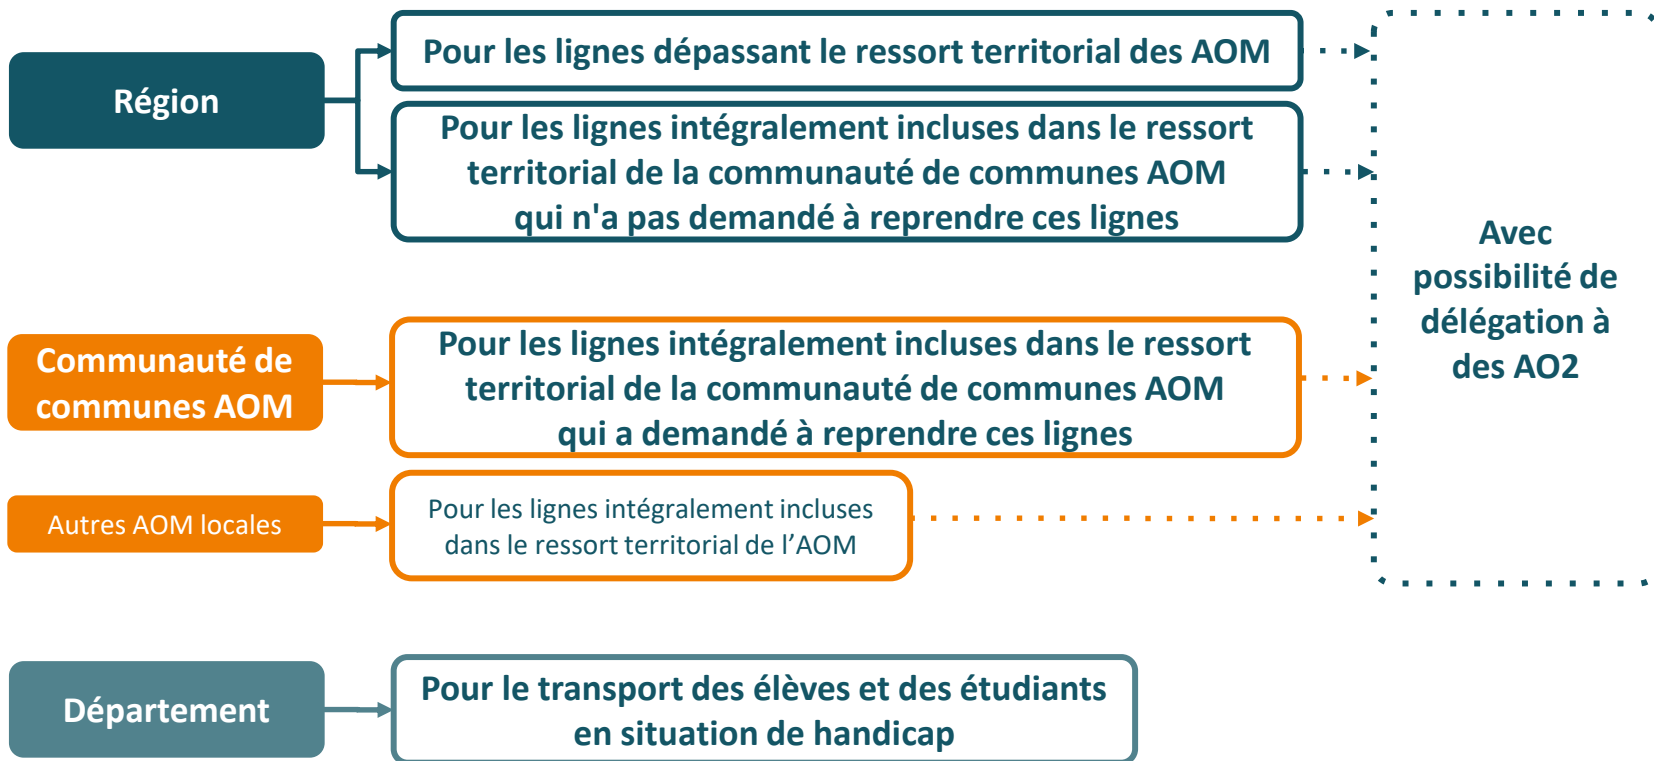 Région
Pour les lignes dépassant le ressort territorial des AOM
Pour les lignes intégralement incluses dans le ressort
territorial de la communauté de communes AOM
qui n'a pas demandé à reprendre ces lignes
Communauté de
communes AOM
Pour les lignes intégralement incluses dans le ressort
territorial de la communauté de communes AOM
qui a demandé à reprendre ces lignes
Autres AOM locales
Pour les lignes intégralement incluses
dans le ressort territorial de l’AOM
Avec
possibilité de
délégation à
des AO2
Département
Pour le transport des élèves et des étudiants
en situation de handicap